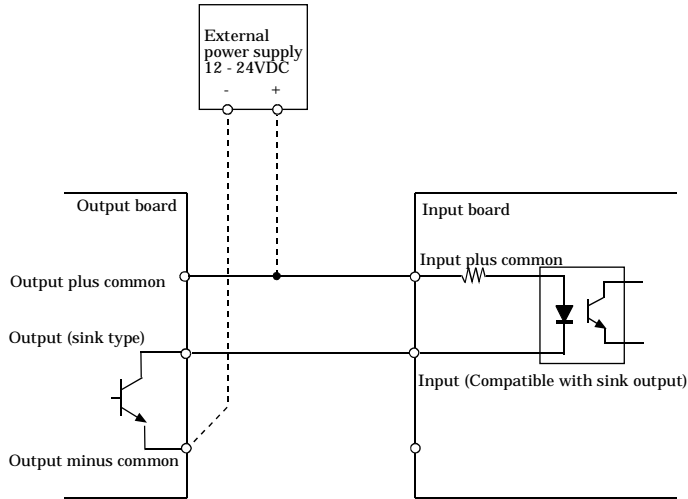 External
power supply
12 - 24VDC
- +
Output board
Input board
Output plus common
Input plus common
Output (sink type)
Input (Compatible with sink output)
Output minus common